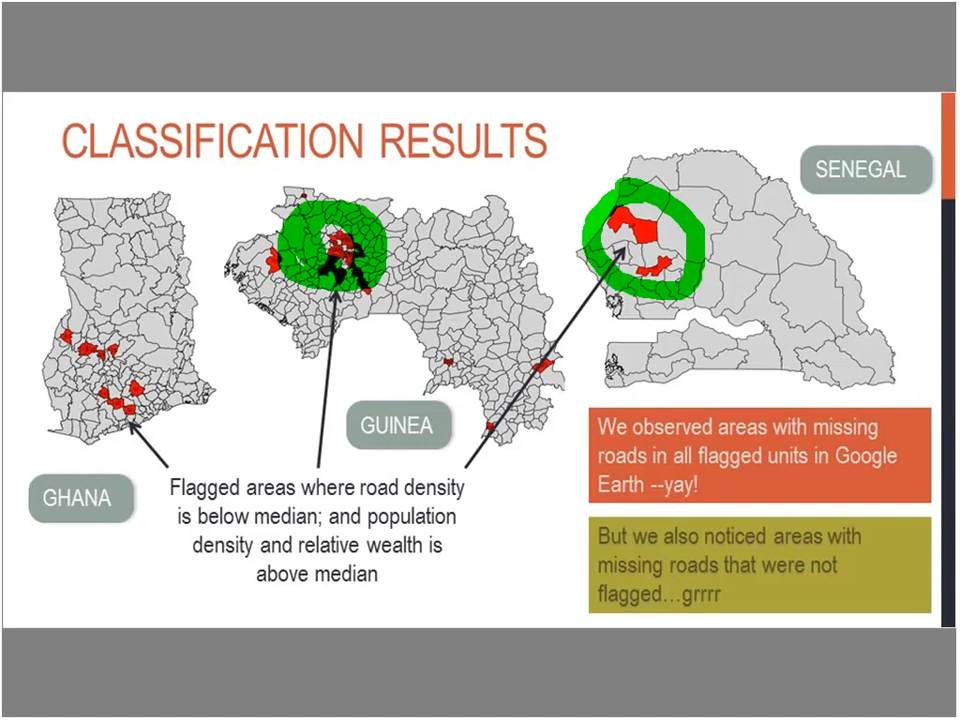 CLASSIFICATION RESULTS
SENEGAL
GUINEA
GHANA
Flagged areas where road density
is below median; and population
density and relative wealth is
above median
We observed areas with missing
roads in all flagged units in Google
Earth --yay!
But we also noticed areas with
missing roads that were not
flagged…grrrr